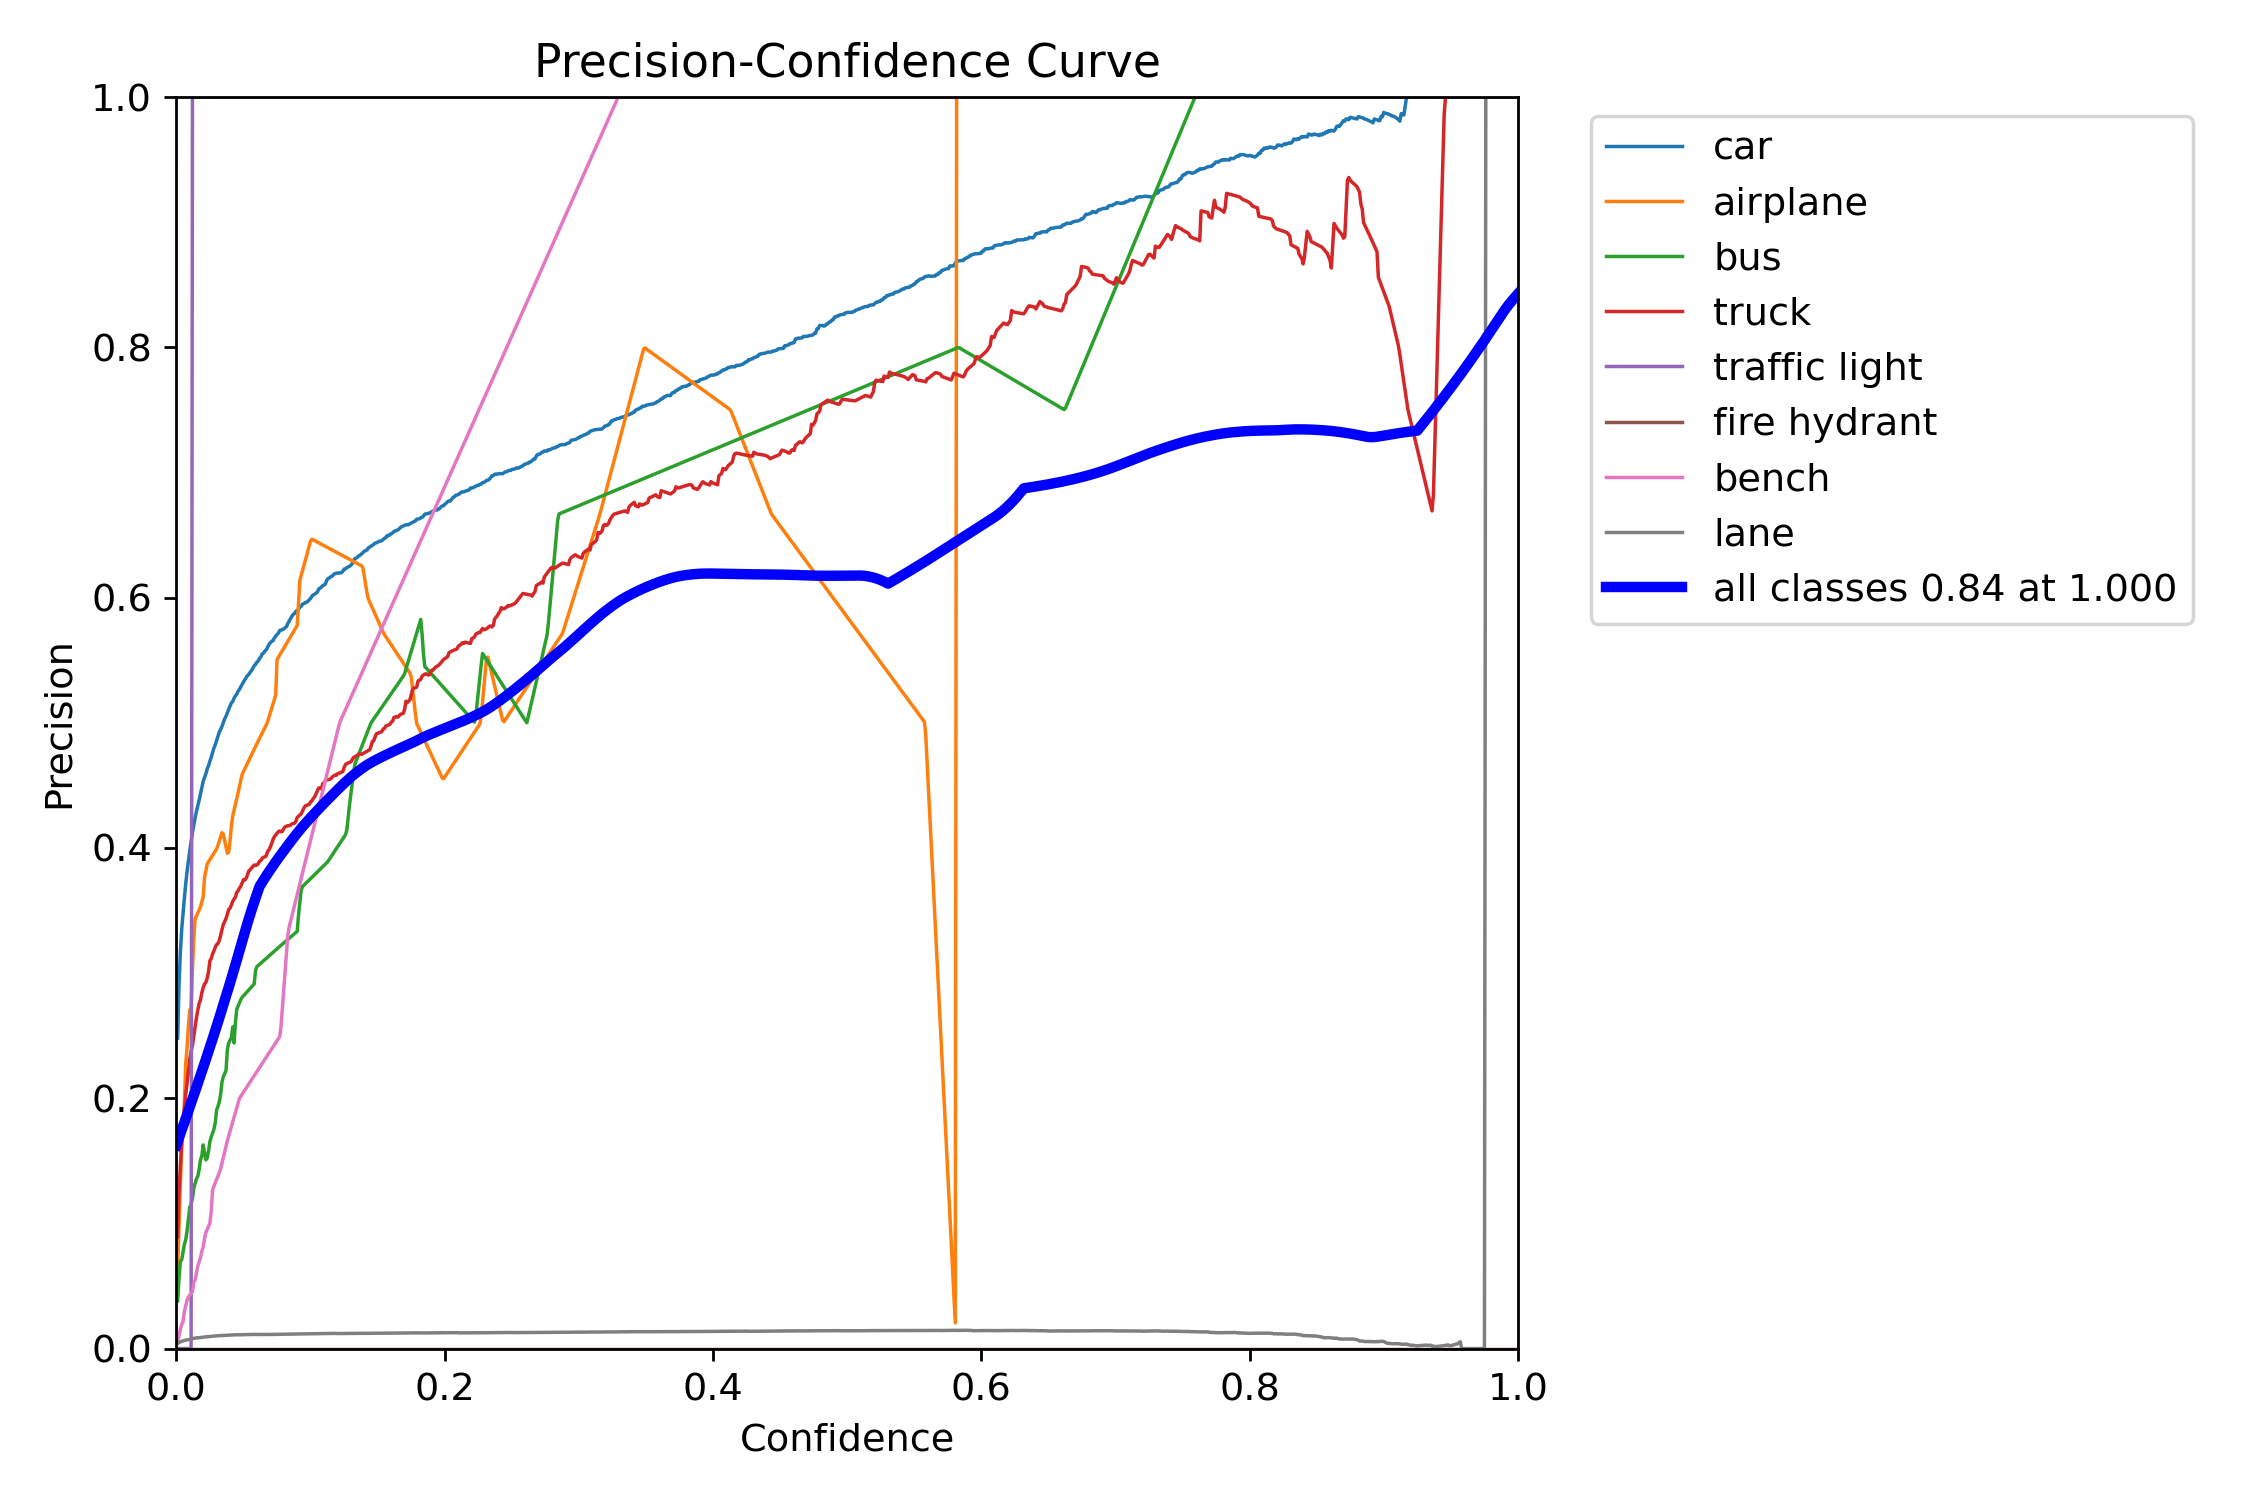 Precision-Confidence Curve
1.0
0.8
0.6
0.4
0.2
0.0
Precision
0.0 0.2 0.4 0.6 0.8 1.0
Confidence
car
airplane
bus
truck
traffic light
fire hydrant
bench
lane
all classes 0.84 at 1.000